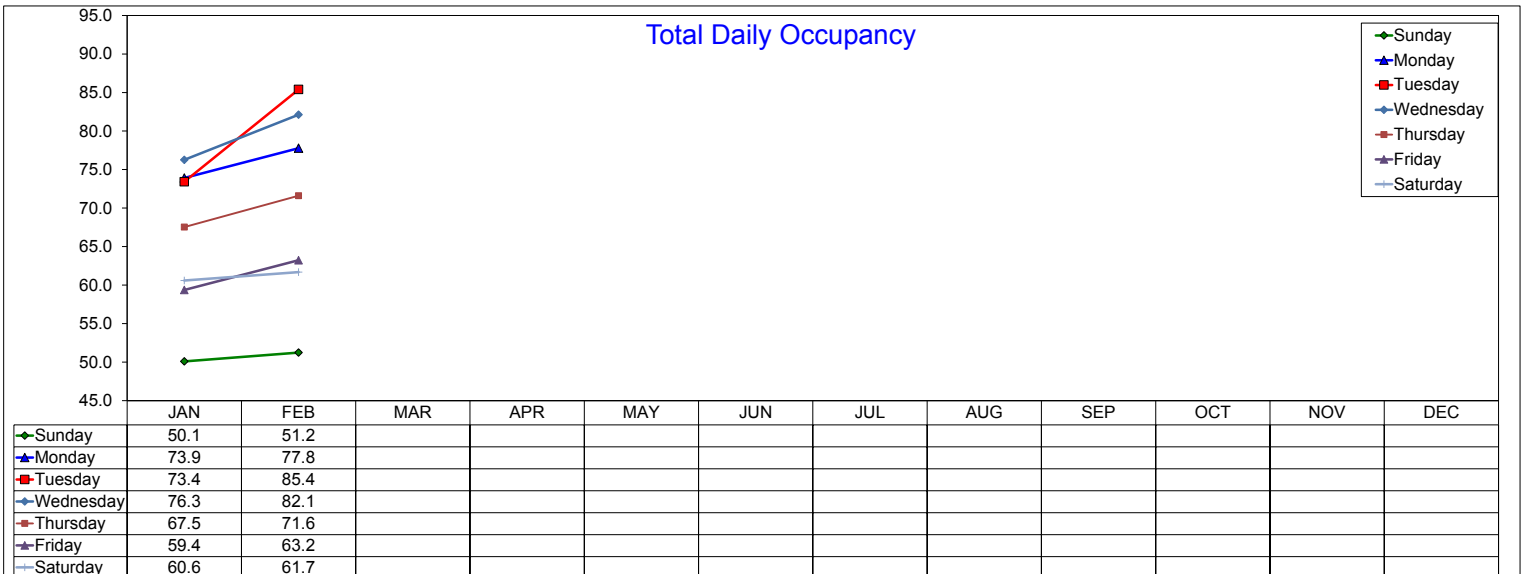 Total Daily Occupancy
95.0
90.0
85.0
80.0
75.0
70.0
65.0
60.0
55.0
50.0
45.0
Sunday
Monday
Tuesday
Wednesday
Thursday
Friday
Saturday
JAN FEB MAR APR MAY JUN JUL AUG SEP OCT NOV DEC
Sunday 50.1 51.2
Monday 73.9 77.8
Tuesday 73.4 85.4
Wednesday 76.3 82.1
Thursday 67.5 71.6
Friday 59.4 63.2
Saturday 60.6 61.7